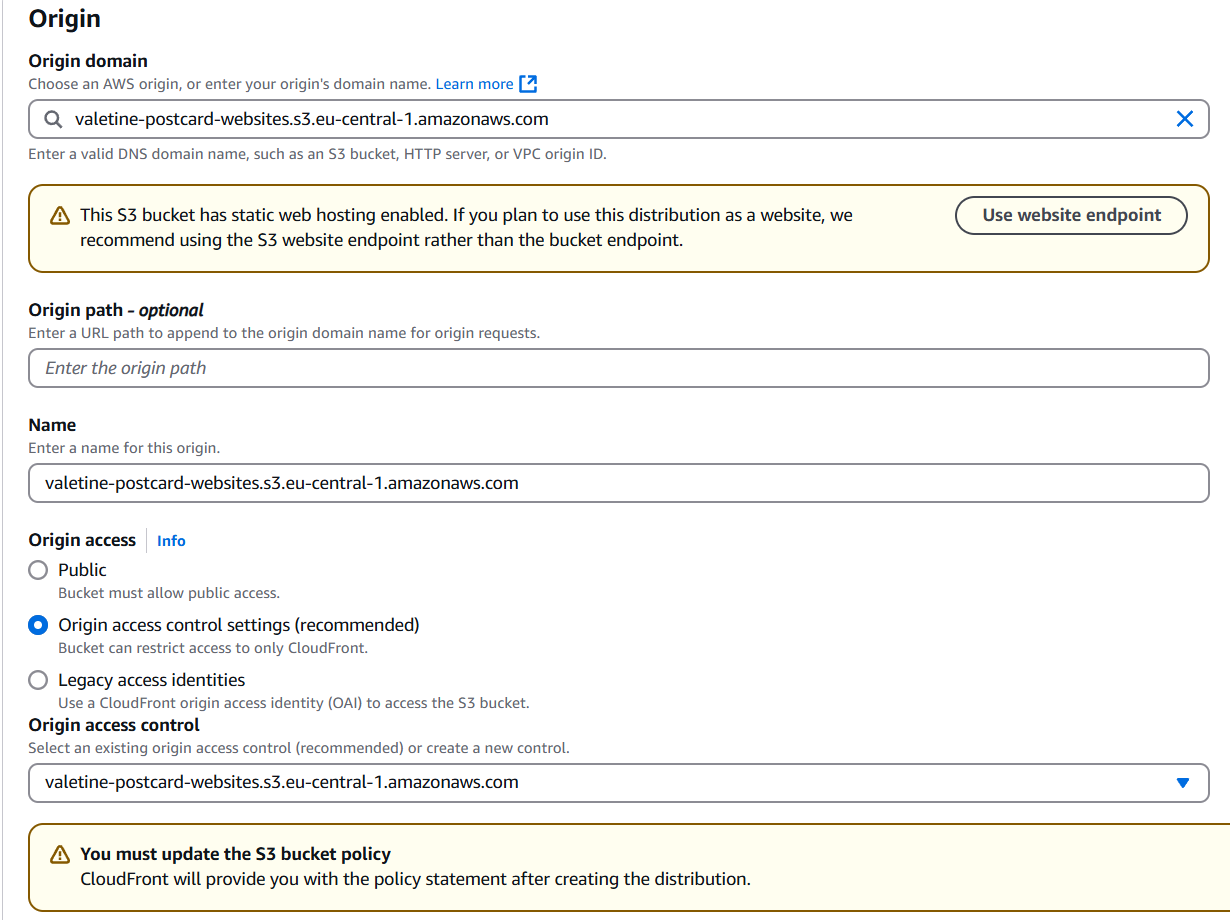 Origin
Origin domain
Choose an AWS origin, or enter your origin's domain name. Learn more
valetine-postcard-websites.s3.eu-central-1.amazonaws.com
Enter a valid DNS domain name, such as an S3 bucket, HTTP server, or VPC origin ID.
This S3 bucket has static web hosting enabled. If you plan to use this distribution as a website, we
recommend using the S3 website endpoint rather than the bucket endpoint.
Use website endpoint
Origin path - optional
Enter a URL path to append to the origin domain name for origin requests.
Enter the origin path
Name
Enter a name for this origin.
valetine-postcard-websites.s3.eu-central-1.amazonaws.com
Origin access Info
Public
Bucket must allow public access.
Origin access control settings (recommended)
Bucket can restrict access to only CloudFront.
Legacy access identities
Use a CloudFront origin access identity (OAI) to access the S3 bucket.
Origin access control
Select an existing origin access control (recommended) or create a new control.
valetine-postcard-websites.s3.eu-central-1.amazonaws.com
You must update the S3 bucket policy
CloudFront will provide you with the policy statement after creating the distribution.